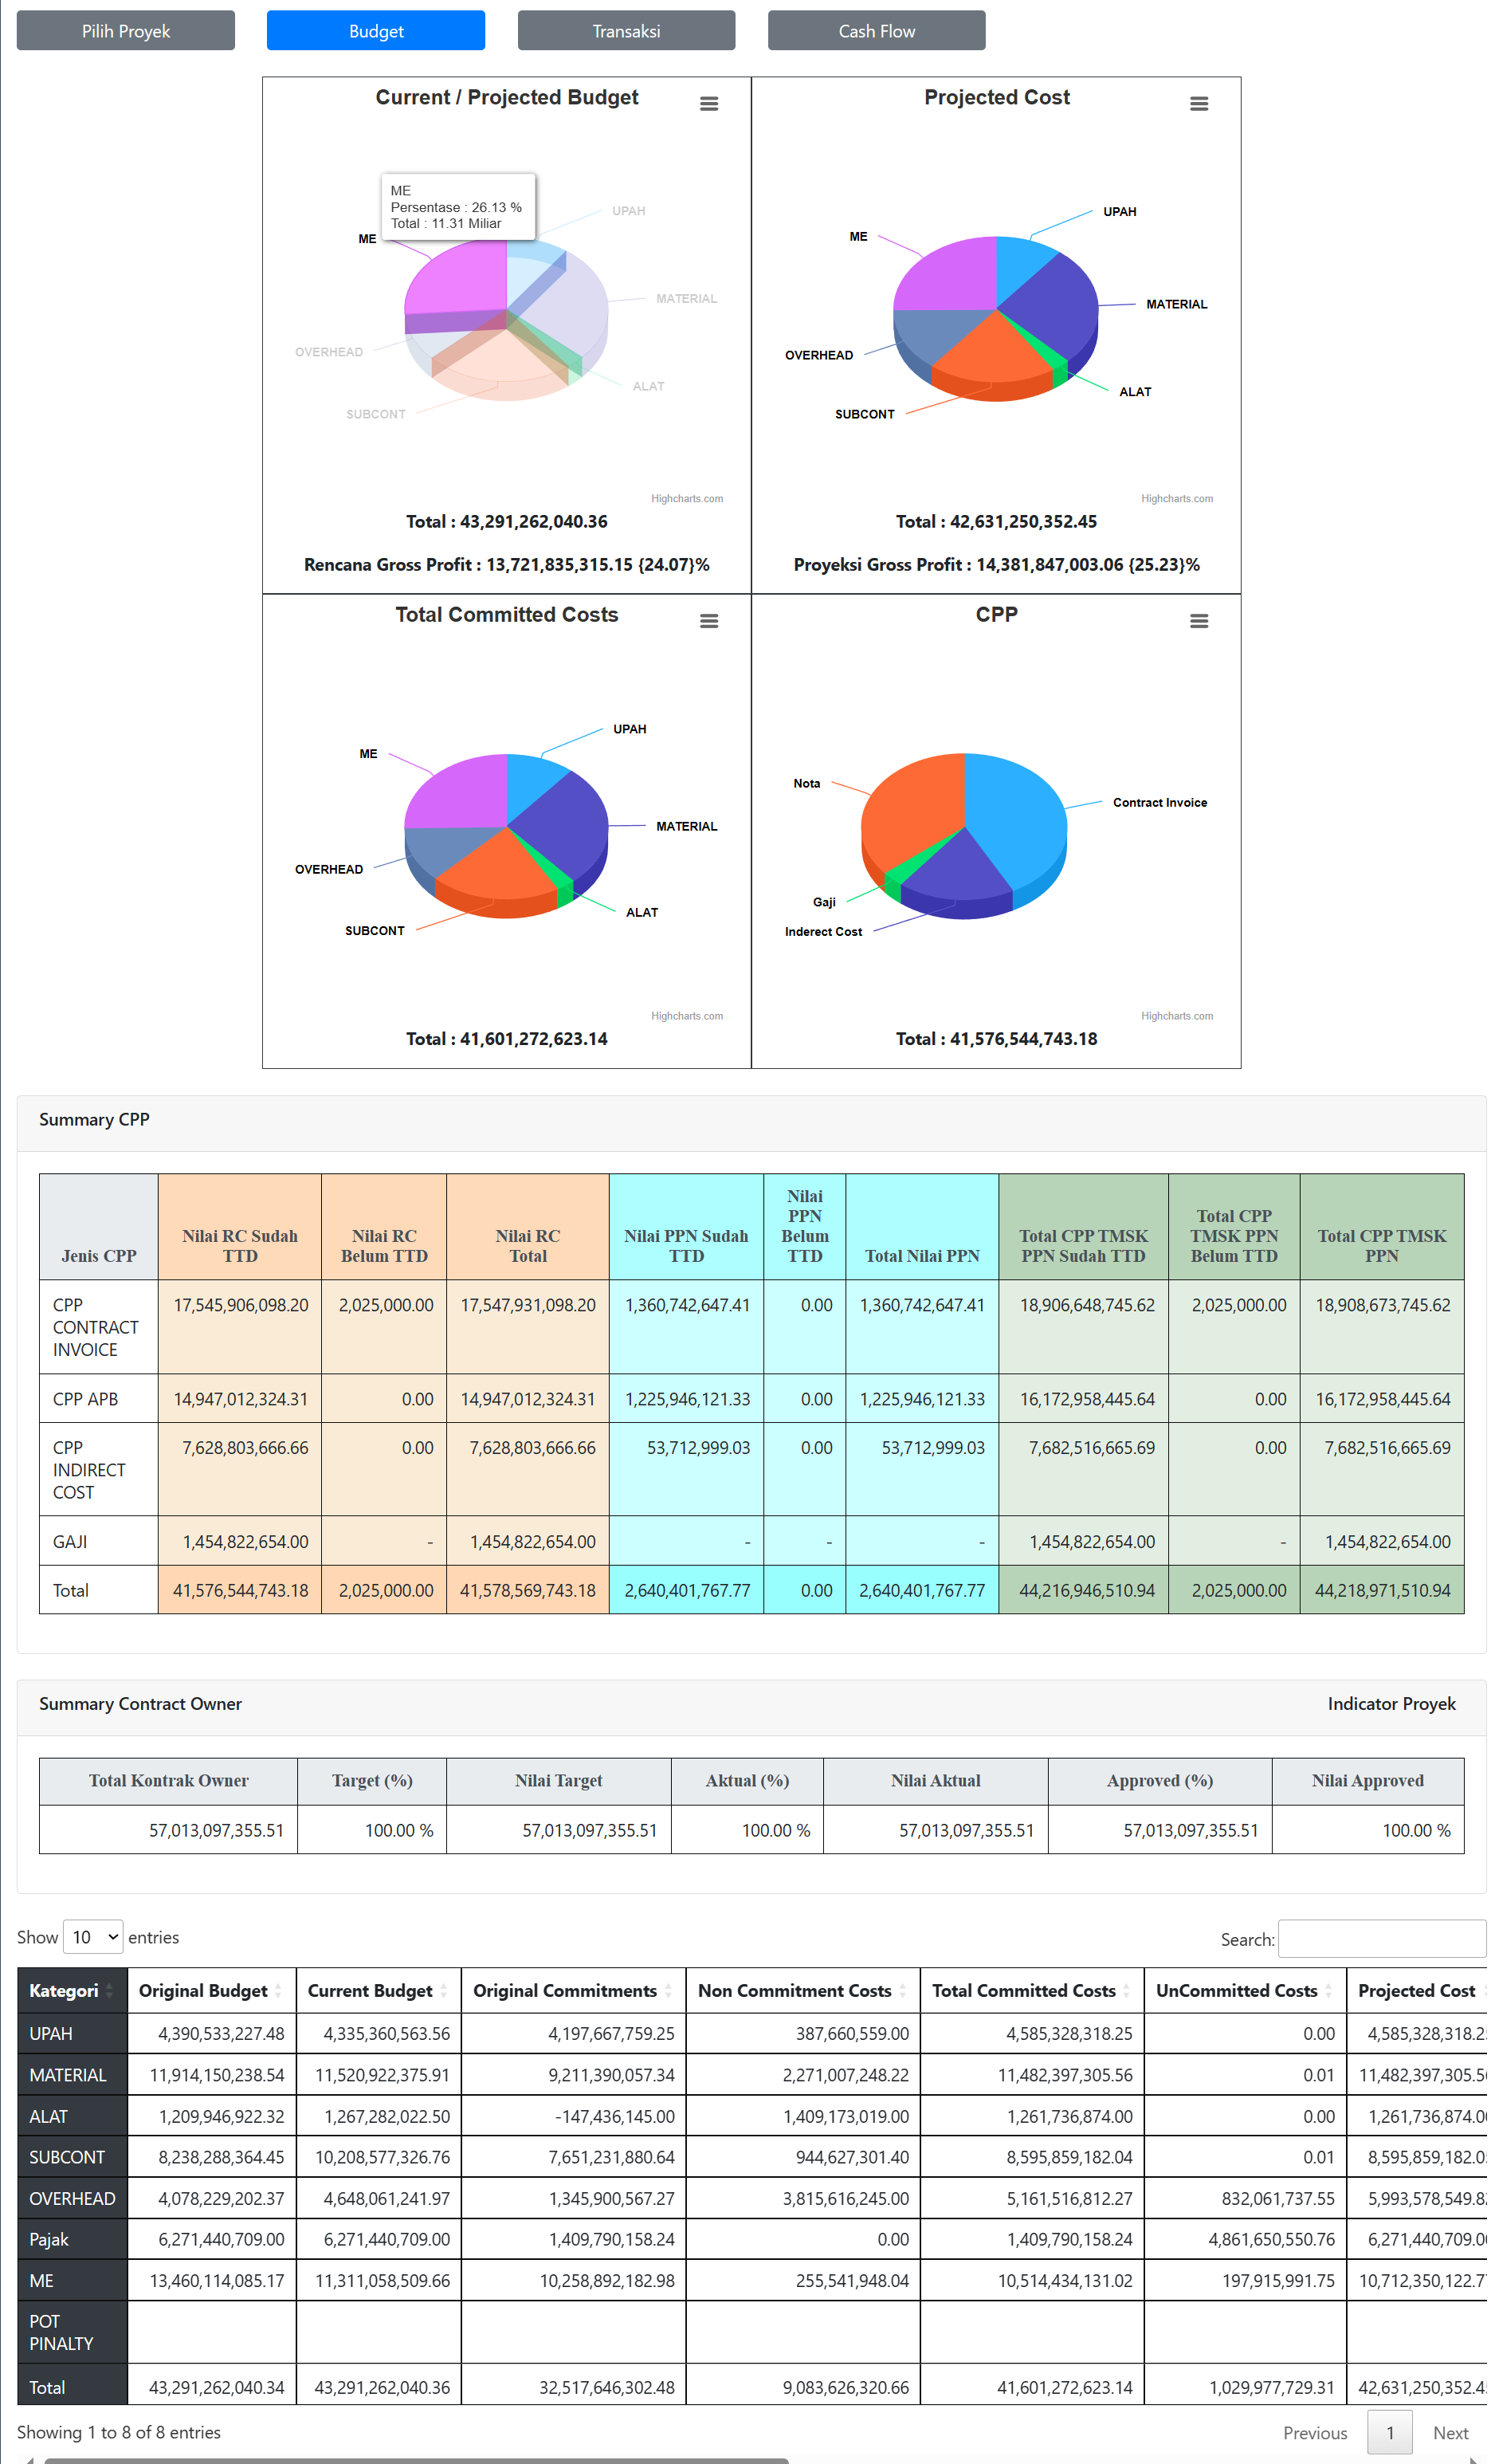 Pilih Proyek Budget Transaksi Cash Flow
Current / Projected Budget
ME
Persentase : 26.13 %
Total : 11.31 Miliar
UPAH
ME
MATERIAL
OVERHEAD
ALAT
SUBCONT
Highcharts.com
Total : 43,291,262,040.36
Rencana Gross Profit : 13,721,835,315.15 {24.07}%
Projected Cost
UPAH
ME
MATERIAL
OVERHEAD
ALAT
SUBCONT
Highcharts.com
Total : 42,631,250,352.45
Proyeksi Gross Profit : 14,381,847,003.06 {25.23}%
Total Committed Costs
UPAH
ME
MATERIAL
OVERHEAD
ALAT
SUBCONT
Highcharts.com
Total : 41,601,272,623.14
CPP
Nota
Contract Invoice
Gaji
Inderect Cost
Highcharts.com
Total : 41,576,544,743.18
Summary CPP
Jenis CPP Nilai RC Sudah TTD Nilai RC Belum TTD Nilai RC Total Nilai PPN Sudah TTD Nilai PPN Belum TTD Total Nilai PPN Total CPP TMSK PPN Sudah TTD Total CPP TMSK PPN Belum TTD Total CPP TMSK PPN
CPP CONTRACT INVOICE 17,545,906,098.20 2,025,000.00 17,547,931,098.20 1,360,742,647.41 0.00 1,360,742,647.41 18,906,648,745.62 2,025,000.00 18,908,673,745.62
CPP APB 14,947,012,324.31 0.00 14,947,012,324.31 1,225,946,121.33 0.00 1,225,946,121.33 16,172,958,445.64 0.00 16,172,958,445.64
CPP INDIRECT COST 7,628,803,666.66 0.00 7,628,803,666.66 53,712,999.03 0.00 53,712,999.03 7,682,516,665.69 0.00 7,682,516,665.69
GAJI 1,454,822,654.00 - 1,454,822,654.00 - - - 1,454,822,654.00 - 1,454,822,654.00
Total 41,576,544,743.18 2,025,000.00 41,578,569,743.18 2,640,401,767.77 0.00 2,640,401,767.77 44,216,946,510.94 2,025,000.00 44,218,971,510.94
Summary Contract Owner Indicator Proyek
Total Kontrak Owner Target (%) Nilai Target Aktual (%) Nilai Aktual Approved (%) Nilai Approved
57,013,097,355.51 100.00 % 57,013,097,355.51 100.00 % 57,013,097,355.51 57,013,097,355.51 100.00 %
Show 10 entries Search:
Kategori Original Budget Current Budget Original Commitments Non Commitment Costs Total Committed Costs UnCommitted Costs Projected Cost
UPAH 4,390,533,227.48 4,335,360,563.56 4,197,667,759.25 387,660,559.00 4,585,328,318.25 0.00 4,585,328,318.25
MATERIAL 11,914,150,238.54 11,520,922,375.91 9,211,390,057.34 2,271,007,248.22 11,482,397,305.56 0.01 11,482,397,305.56
ALAT 1,209,946,922.32 1,267,282,022.50 -147,436,145.00 1,409,173,019.00 1,261,736,874.00 0.00 1,261,736,874.00
SUBCONT 8,238,288,364.45 10,208,577,326.76 7,651,231,880.64 944,627,301.40 8,595,859,182.04 0.01 8,595,859,182.05
OVERHEAD 4,078,229,202.37 4,648,061,241.97 1,345,900,567.27 3,815,616,245.00 5,161,516,812.27 832,061,737.55 5,993,578,549.82
Pajak 6,271,440,709.00 6,271,440,709.00 1,409,790,158.24 0.00 1,409,790,158.24 4,861,650,550.76 6,271,440,709.00
ME 13,460,114,085.17 11,311,058,509.66 10,258,892,182.98 255,541,948.04 10,514,434,131.02 197,915,991.75 10,712,350,122.77
POT PINALTY
Total 43,291,262,040.34 43,291,262,040.36 32,517,646,302.48 9,083,626,320.66 41,601,272,623.14 1,029,977,729.31 42,631,250,352.45
Showing 1 to 8 of 8 entries Previous 1 Next